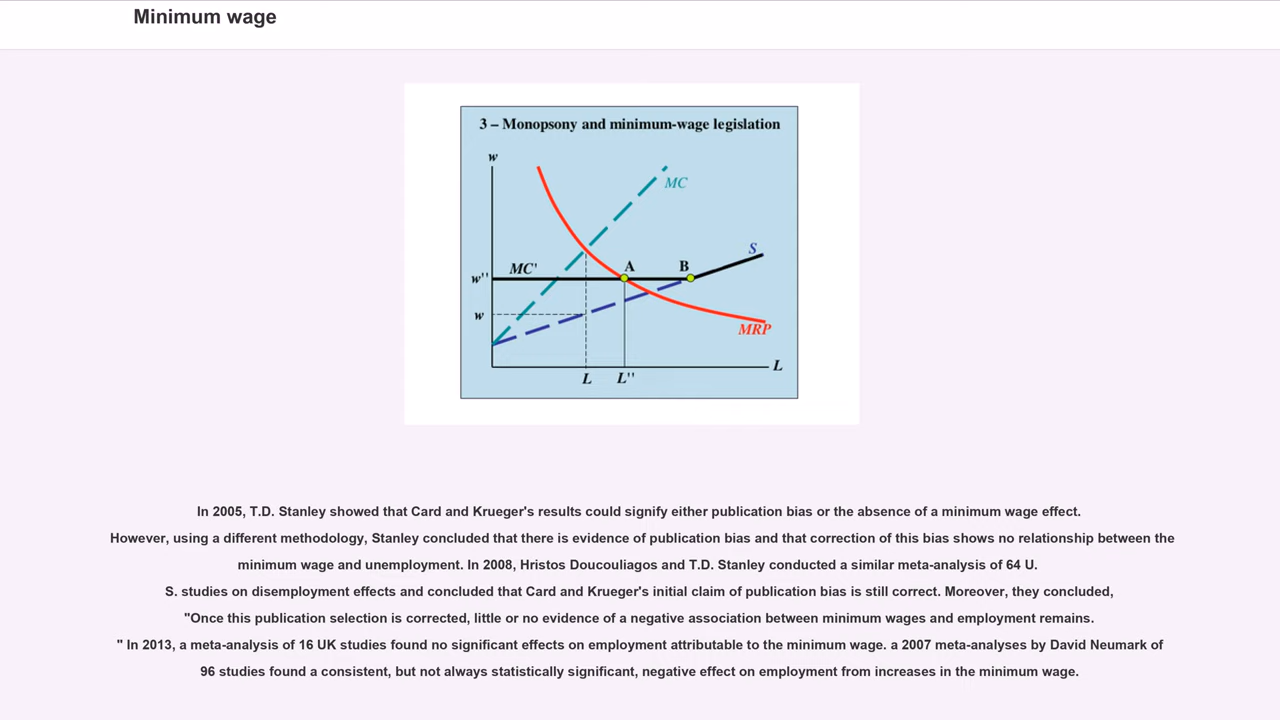 Minimum wage
3 – Monopsony and minimum-wage legislation
w
MC
S
MC'
A
B
w''
w
MRP
L
L
L''
In 2005, T.D. Stanley showed that Card and Krueger's results could signify either publication bias or the absence of a minimum wage effect.
However, using a different methodology, Stanley concluded that there is evidence of publication bias and that correction of this bias shows no relationship between the
minimum wage and unemployment. In 2008, Hristos Doucouliagos and T.D. Stanley conducted a similar meta-analysis of 64 U.
S. studies on disemployment effects and concluded that Card and Krueger's initial claim of publication bias is still correct. Moreover, they concluded,
"Once this publication selection is corrected, little or no evidence of a negative association between minimum wages and employment remains.
" In 2013, a meta-analysis of 16 UK studies found no significant effects on employment attributable to the minimum wage. a 2007 meta-analyses by David Neumark of
96 studies found a consistent, but not always statistically significant, negative effect on employment from increases in the minimum wage.